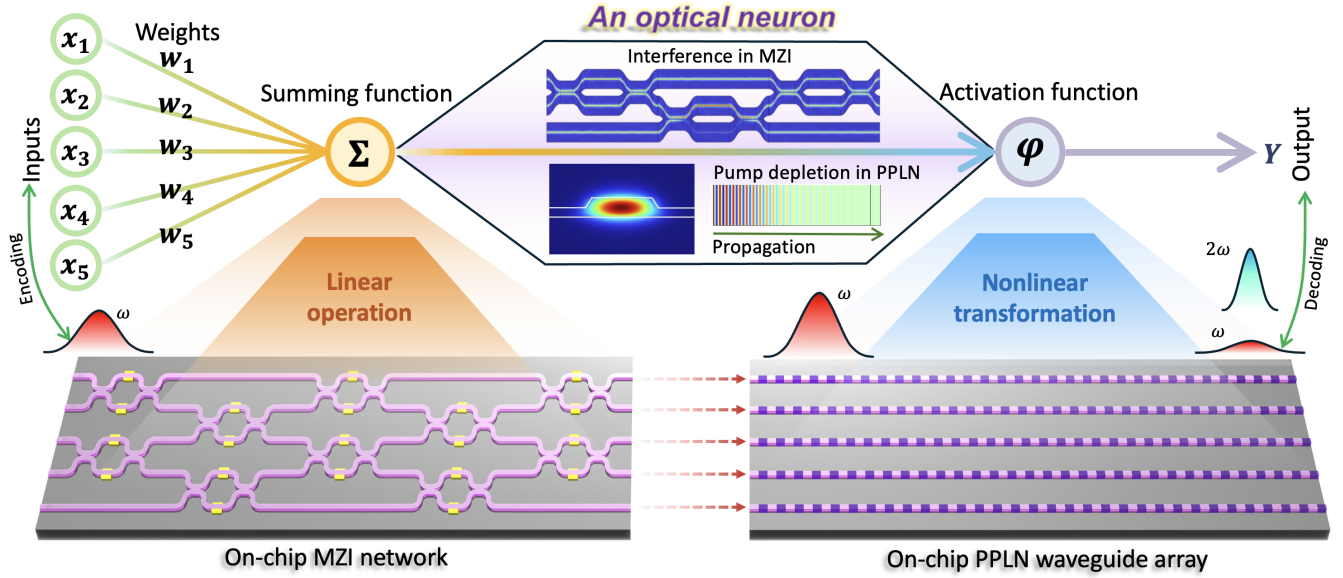 An optical neuron
x1
x2
x3
x4
x5
Inputs
Weights
w1
w2
w3
w4
w5
Summing function
Σ
Interference in MZI
Pump depletion in PPLN
Propagation
Activation function
φ
Y
Output
Encoding
Decoding
ω
Linear
operation
ω
Nonlinear
transformation
2ω
ω
On-chip MZI network
On-chip PPLN waveguide array